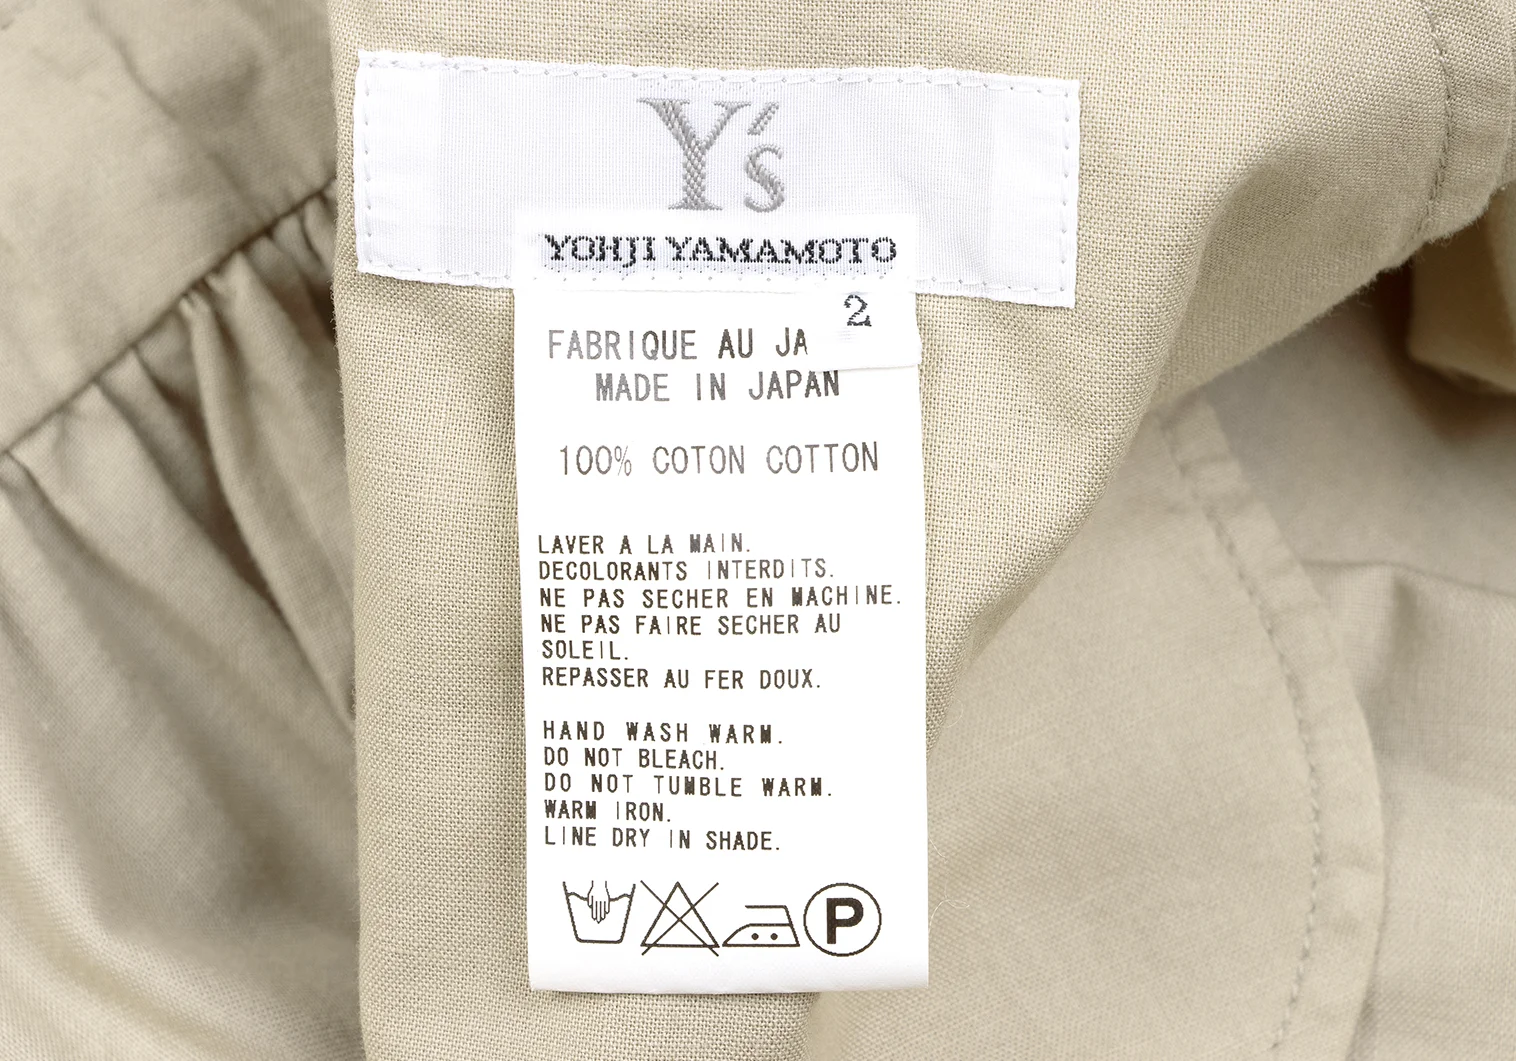 Y's
YOHJI YAMAMOTO
2
FABRIQUE AU JA
MADE IN JAPAN
100% COTON COTTON
LAVER A LA MAIN.
DECOLORANTS INTERDITS.
NE PAS SECHER EN MACHINE.
NE PAS FAIRE SECHER AU
SOLEIL.
REPASSER AU FER DOUX.
HAND WASH WARM.
DO NOT BLEACH.
DO NOT TUMBLE WARM.
WARM IRON.
LINE DRY IN SHADE.
P